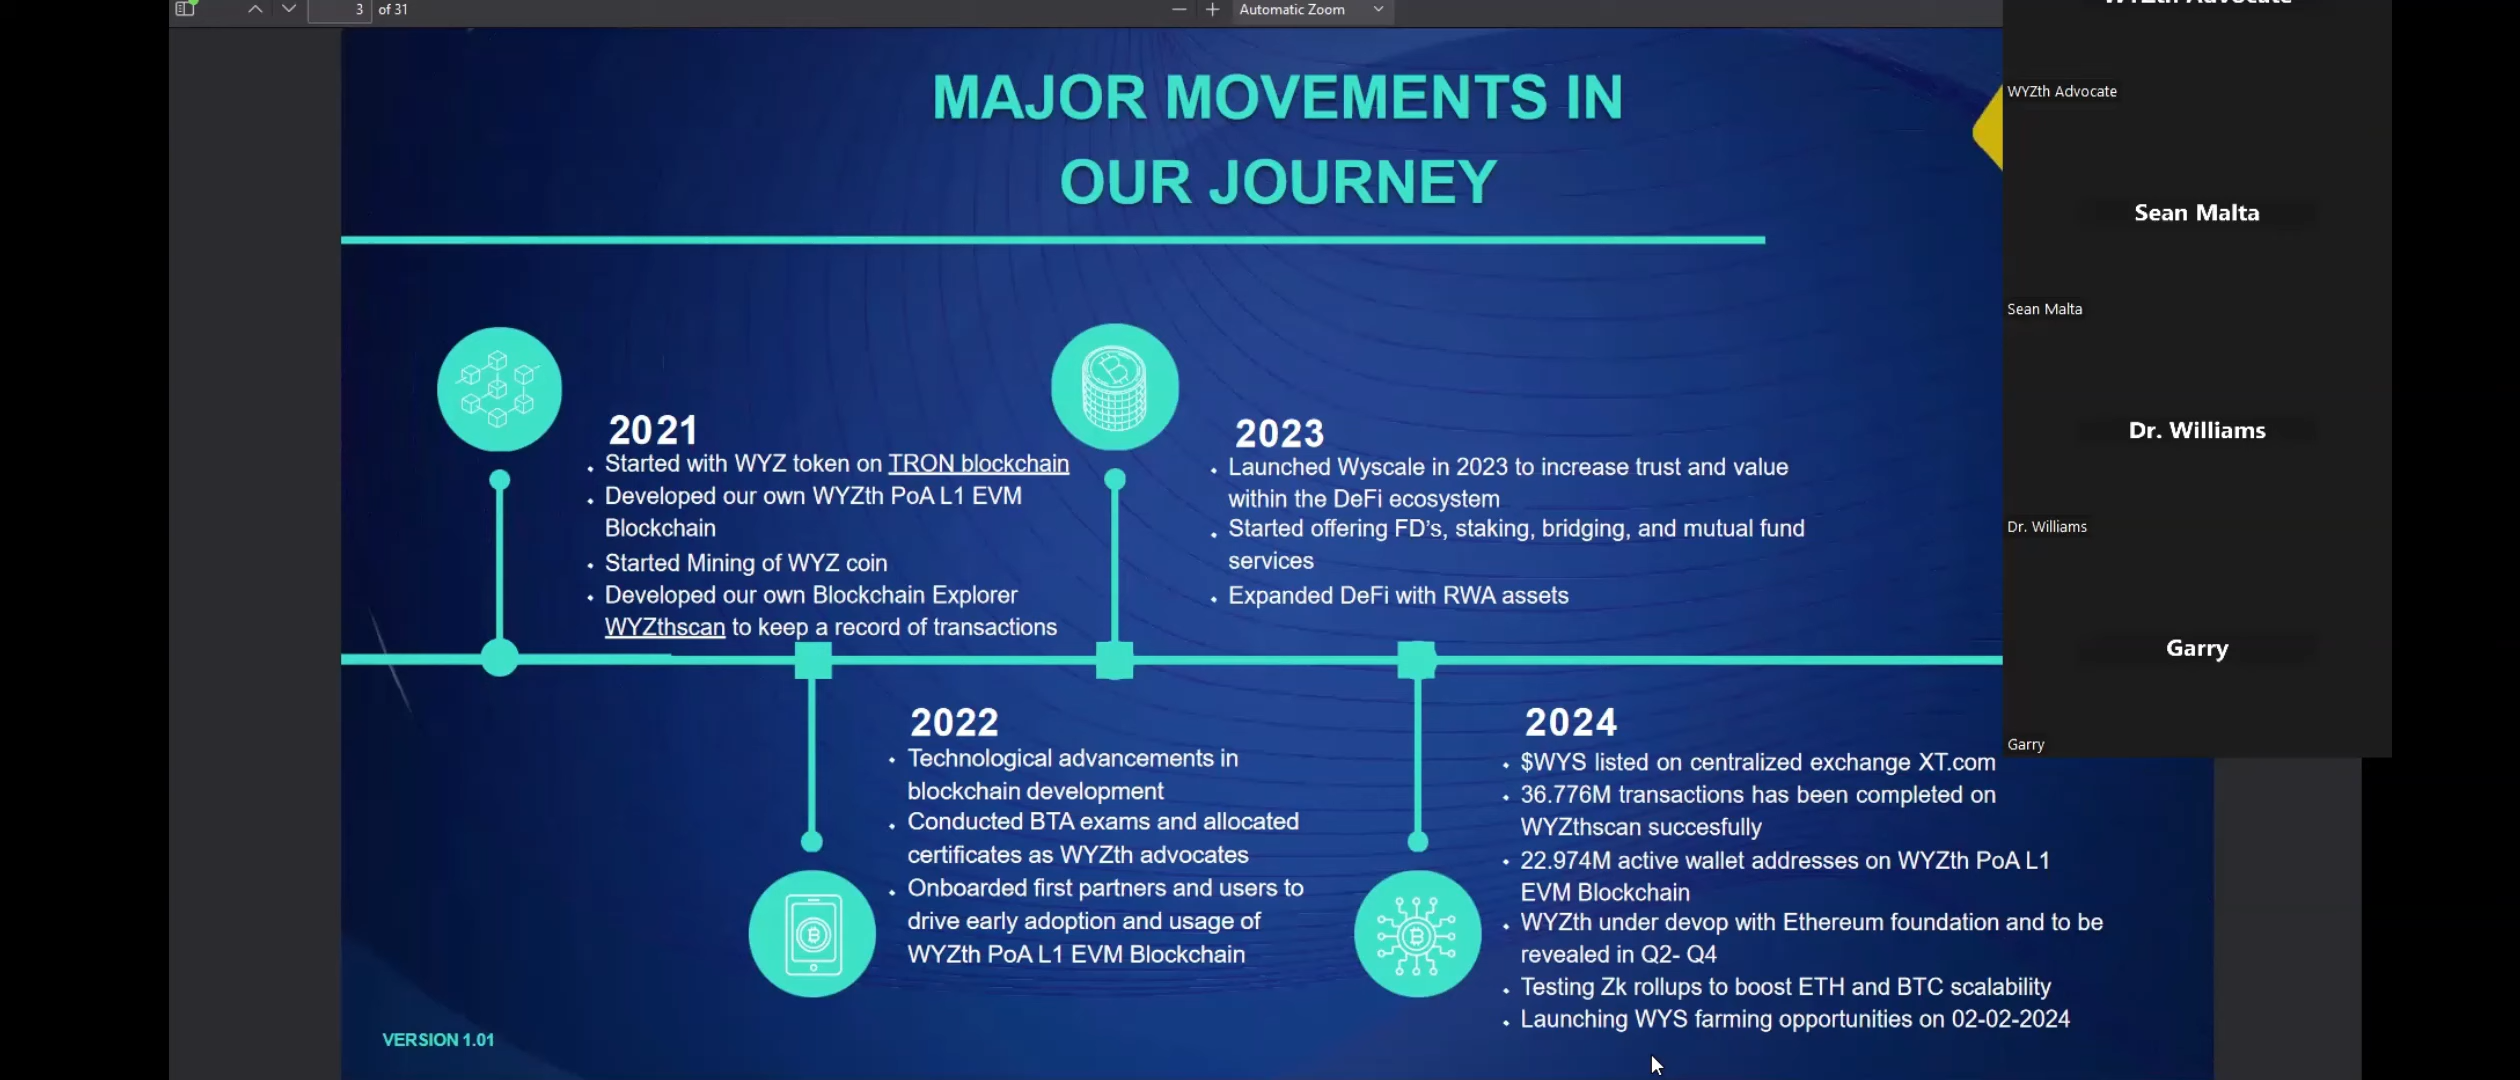 3 of 31
Automatic Zoom
MAJOR MOVEMENTS IN
OUR JOURNEY
2021
Started with WYZ token on TRON blockchain
Developed our own WYZth PoA L1 EVM
Blockchain
Started Mining of WYZ coin
Developed our own Blockchain Explorer
WYZthscan to keep a record of transactions
2023
Launched Wyscale in 2023 to increase trust and value
within the DeFi ecosystem
Started offering FD's, staking, bridging, and mutual fund
services
Expanded DeFi with RWA assets
2022
Technological advancements in
blockchain development
Conducted BTA exams and allocated
certificates as WYZth advocates
Onboarded first partners and users to
drive early adoption and usage of
WYZth PoA L1 EVM Blockchain
2024
$WYS listed on centralized exchange XT.com
36.776M transactions has been completed on
WYZthscan succesfully
22.974M active wallet addresses on WYZth PoA L1
EVM Blockchain
WYZth under devop with Ethereum foundation and to be
revealed in Q2- Q4
Testing Zk rollups to boost ETH and BTC scalability
Launching WYS farming opportunities on 02-02-2024
VERSION 1.01
WYZth Advocate
WYZth Advocate
Sean Malta
Sean Malta
Dr. Williams
Dr. Williams
Garry
Garry